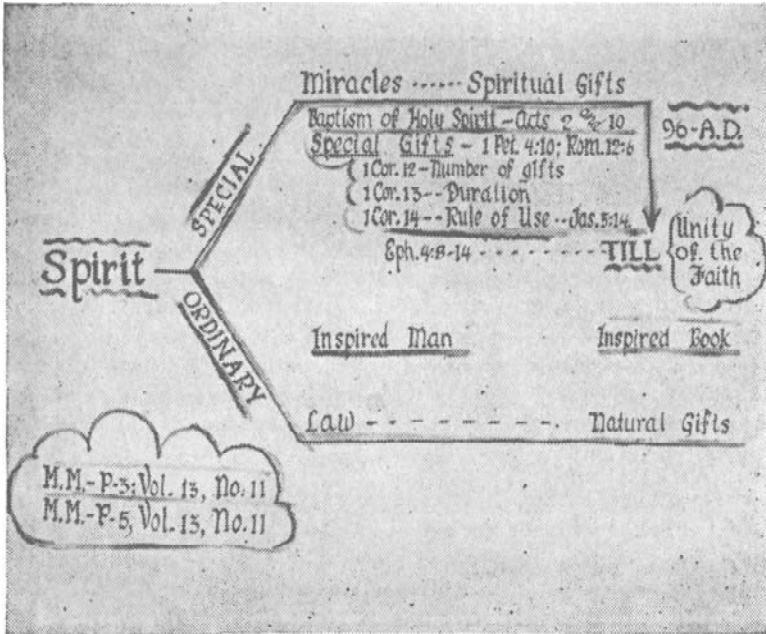 Miracles ------ Spiritual Gifts
Baptism of Holy Spirit - Acts 2 & 10
96-A.D.
Special Gifts - 1 Pet. 4:10; Rom. 12:6
1 Cor. 12 - Number of gifts
1 Cor. 13 -- Duration
1 Cor. 14 -- Rule of Use -- Jas. 5:14
Eph. 4:8-14 - - - - - - - - TILL
Unity
of the
Faith
SPECIAL
Spirit
ORDINARY
Inspired Man
Inspired Book
Law - - - - - - - - Natural Gifts
M.M.- P-3; Vol. 13, No. 11
M.M.- P-5, Vol. 13, No. 11